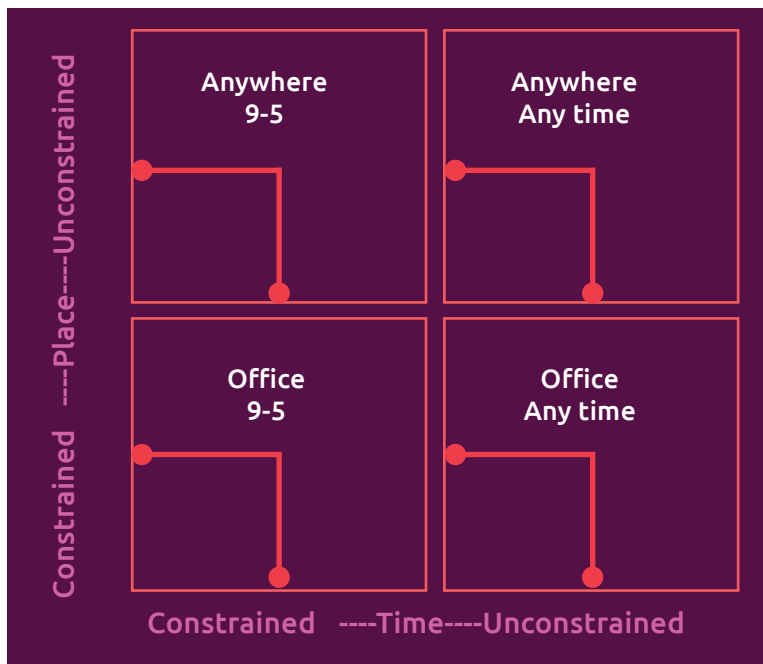 Anywhere
9-5
Anywhere
Any time
Office
9-5
Office
Any time
Constrained ----Place----Unconstrained
Constrained ----Time----Unconstrained